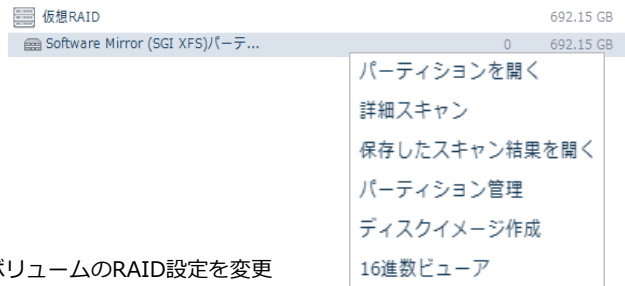 仮想RAID 692.15 GB
Software Mirror (SGI XFS)パーテ... 0 692.15 GB
パーティションを開く
詳細スキャン
保存したスキャン結果を開く
パーティション管理
ディスクイメージ作成
ボリュームのRAID設定を変更
16進数ビューア